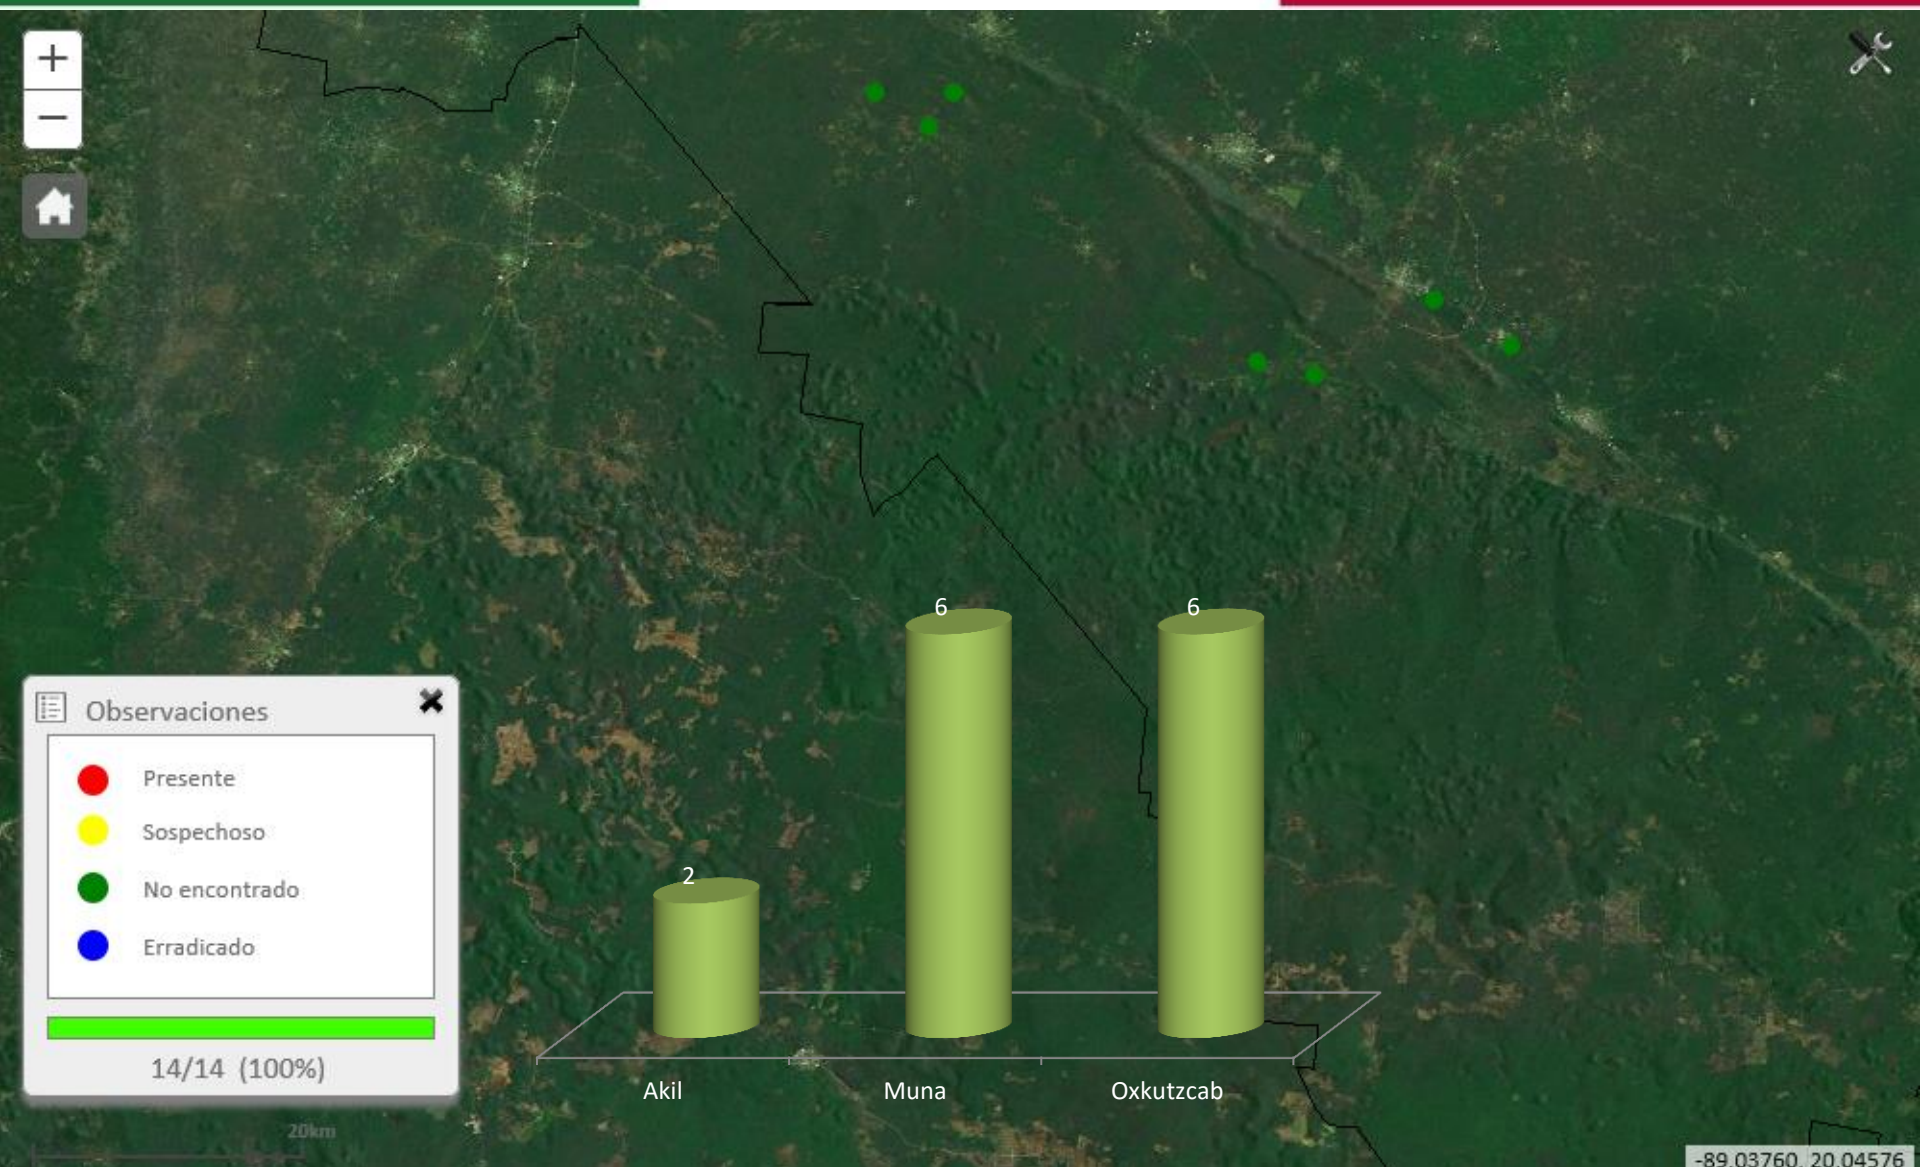 +
−
6
6
2
Observaciones
Presente
Sospechoso
No encontrado
Erradicado
14/14 (100%)
Akil
Muna
Oxkutzcab
20km
-89.03760 20.04576